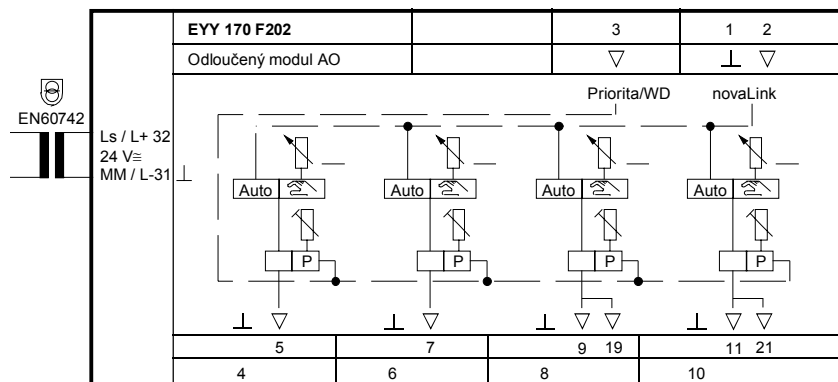 EYY 170 F202 3 1 2
Odloučený modul AO
Priorita/WD novaLink
EN60742
Ls / L+ 32
24 V≅
MM / L-31
Auto Auto Auto Auto
P P P P
5 7 9 19 11 21
4 6 8 10